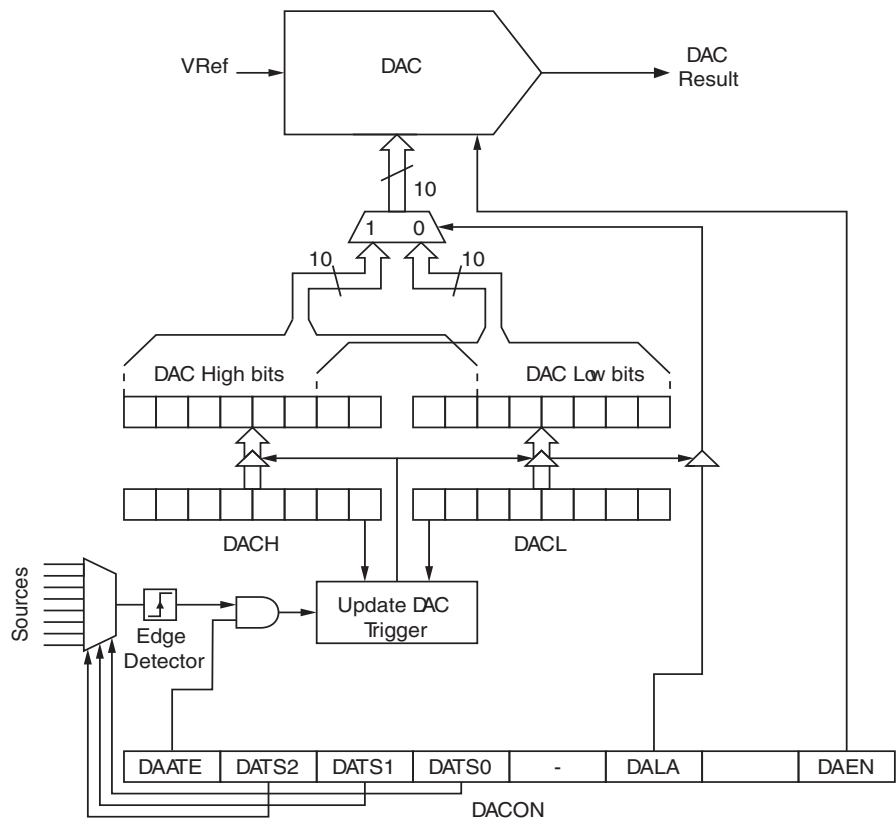 VRef
DAC
DAC
Result
10
1 0
10
10
DAC High bits
DAC Low bits
DACH
DACL
Sources
Edge
Detector
Update DAC
Trigger
DAATE
DATS2
DATS1
DATS0
-
DALA
DAEN
DACON